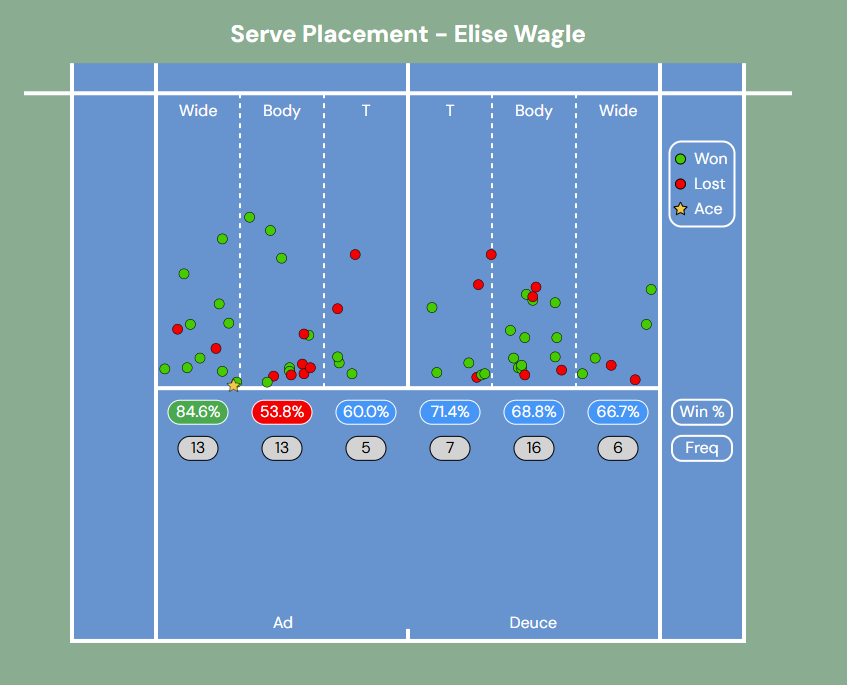 Serve Placement - Elise Wagle
Wide Body T T Body Wide
Won
Lost
Ace
84.6% 53.8% 60.0% 71.4% 68.8% 66.7% Win %
13 13 5 7 16 6 Freq
Ad Deuce